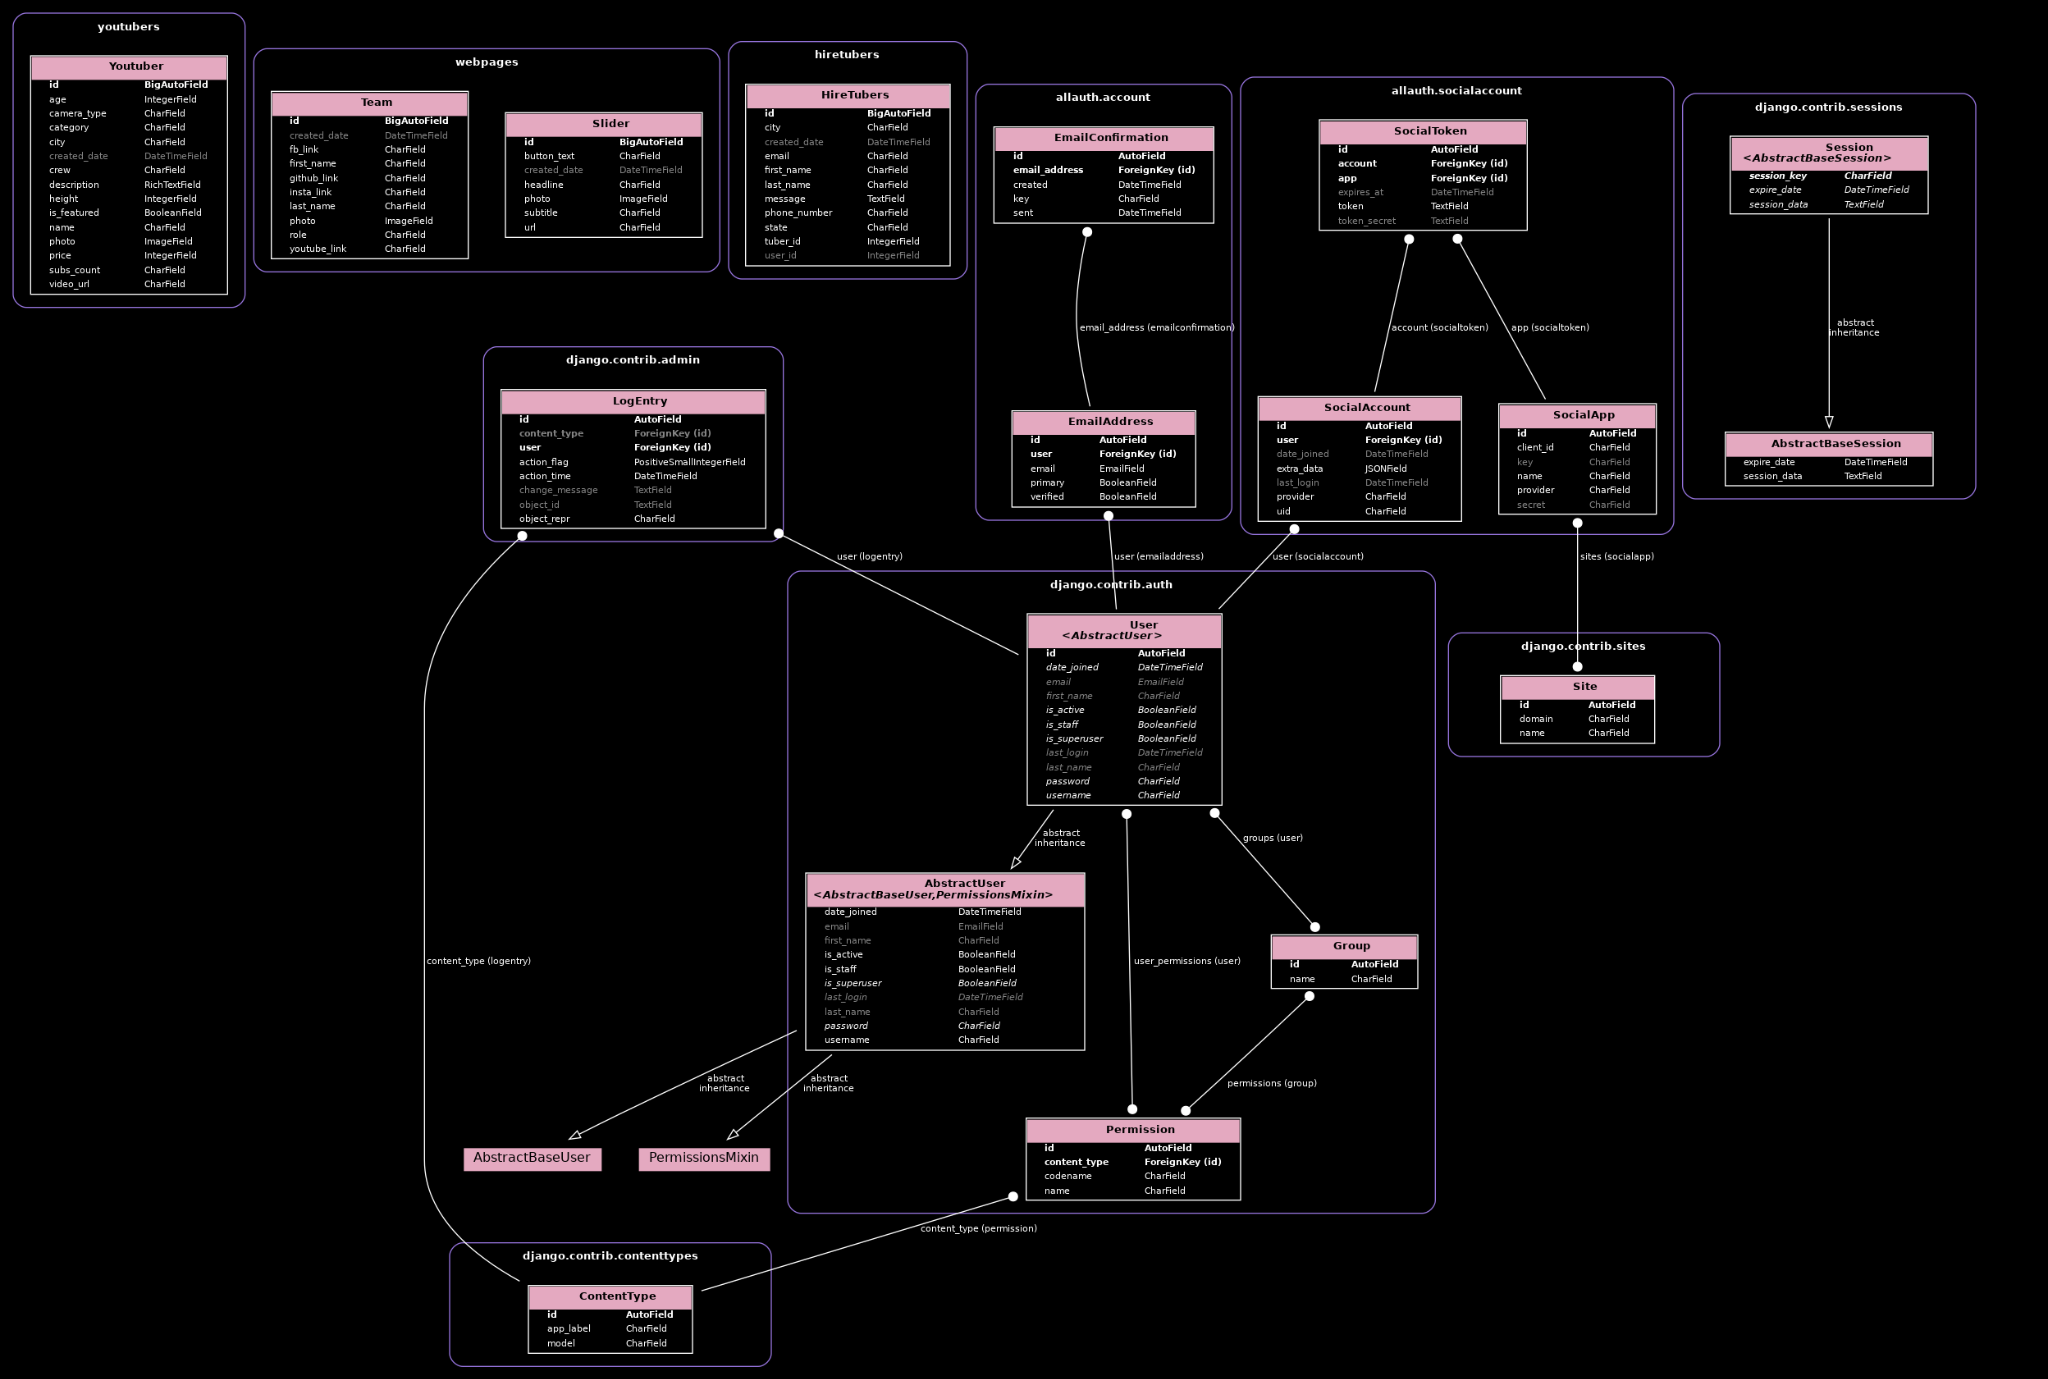 youtubers
Youtuber
id BigAutoField
age IntegerField
camera_type CharField
category CharField
city CharField
created_date DateTimeField
crew CharField
description RichTextField
height IntegerField
is_featured BooleanField
name CharField
photo ImageField
price IntegerField
subs_count CharField
video_url CharField
webpages
Team
id BigAutoField
created_date DateTimeField
fb_link CharField
first_name CharField
github_link CharField
insta_link CharField
last_name CharField
photo ImageField
role CharField
youtube_link CharField
Slider
id BigAutoField
button_text CharField
created_date DateTimeField
headline CharField
photo ImageField
subtitle CharField
url CharField
hiretubers
HireTubers
id BigAutoField
city CharField
created_date DateTimeField
email CharField
first_name CharField
last_name CharField
message TextField
phone_number CharField
state CharField
tuber_id IntegerField
user_id IntegerField
allauth.account
EmailConfirmation
id AutoField
email_address ForeignKey (id)
created DateTimeField
key CharField
sent DateTimeField
email_address (emailconfirmation)
EmailAddress
id AutoField
user ForeignKey (id)
email EmailField
primary BooleanField
verified BooleanField
allauth.socialaccount
SocialToken
id AutoField
account ForeignKey (id)
app ForeignKey (id)
expires_at DateTimeField
token TextField
token_secret TextField
account (socialtoken)
app (socialtoken)
SocialAccount
id AutoField
user ForeignKey (id)
date_joined DateTimeField
extra_data JSONField
last_login DateTimeField
provider CharField
uid CharField
SocialApp
id AutoField
client_id CharField
key CharField
name CharField
provider CharField
secret CharField
django.contrib.sessions
Session
<AbstractBaseSession>
session_key CharField
expire_date DateTimeField
session_data TextField
abstract
inheritance
AbstractBaseSession
expire_date DateTimeField
session_data TextField
django.contrib.admin
LogEntry
id AutoField
content_type ForeignKey (id)
user ForeignKey (id)
action_flag PositiveSmallIntegerField
action_time DateTimeField
change_message TextField
object_id TextField
object_repr CharField
user (logentry)
user (emailaddress)
user (socialaccount)
sites (socialapp)
django.contrib.auth
User
<AbstractUser>
id AutoField
date_joined DateTimeField
email EmailField
first_name CharField
is_active BooleanField
is_staff BooleanField
is_superuser BooleanField
last_login DateTimeField
last_name CharField
password CharField
username CharField
django.contrib.sites
Site
id AutoField
domain CharField
name CharField
abstract
inheritance
groups (user)
AbstractUser
<AbstractBaseUser,PermissionsMixin>
date_joined DateTimeField
email EmailField
first_name CharField
is_active BooleanField
is_staff BooleanField
is_superuser BooleanField
last_login DateTimeField
last_name CharField
password CharField
username CharField
content_type (logentry)
user_permissions (user)
Group
id AutoField
name CharField
abstract
inheritance
abstract
inheritance
permissions (group)
AbstractBaseUser
PermissionsMixin
Permission
id AutoField
content_type ForeignKey (id)
codename CharField
name CharField
content_type (permission)
django.contrib.contenttypes
ContentType
id AutoField
app_label CharField
model CharField